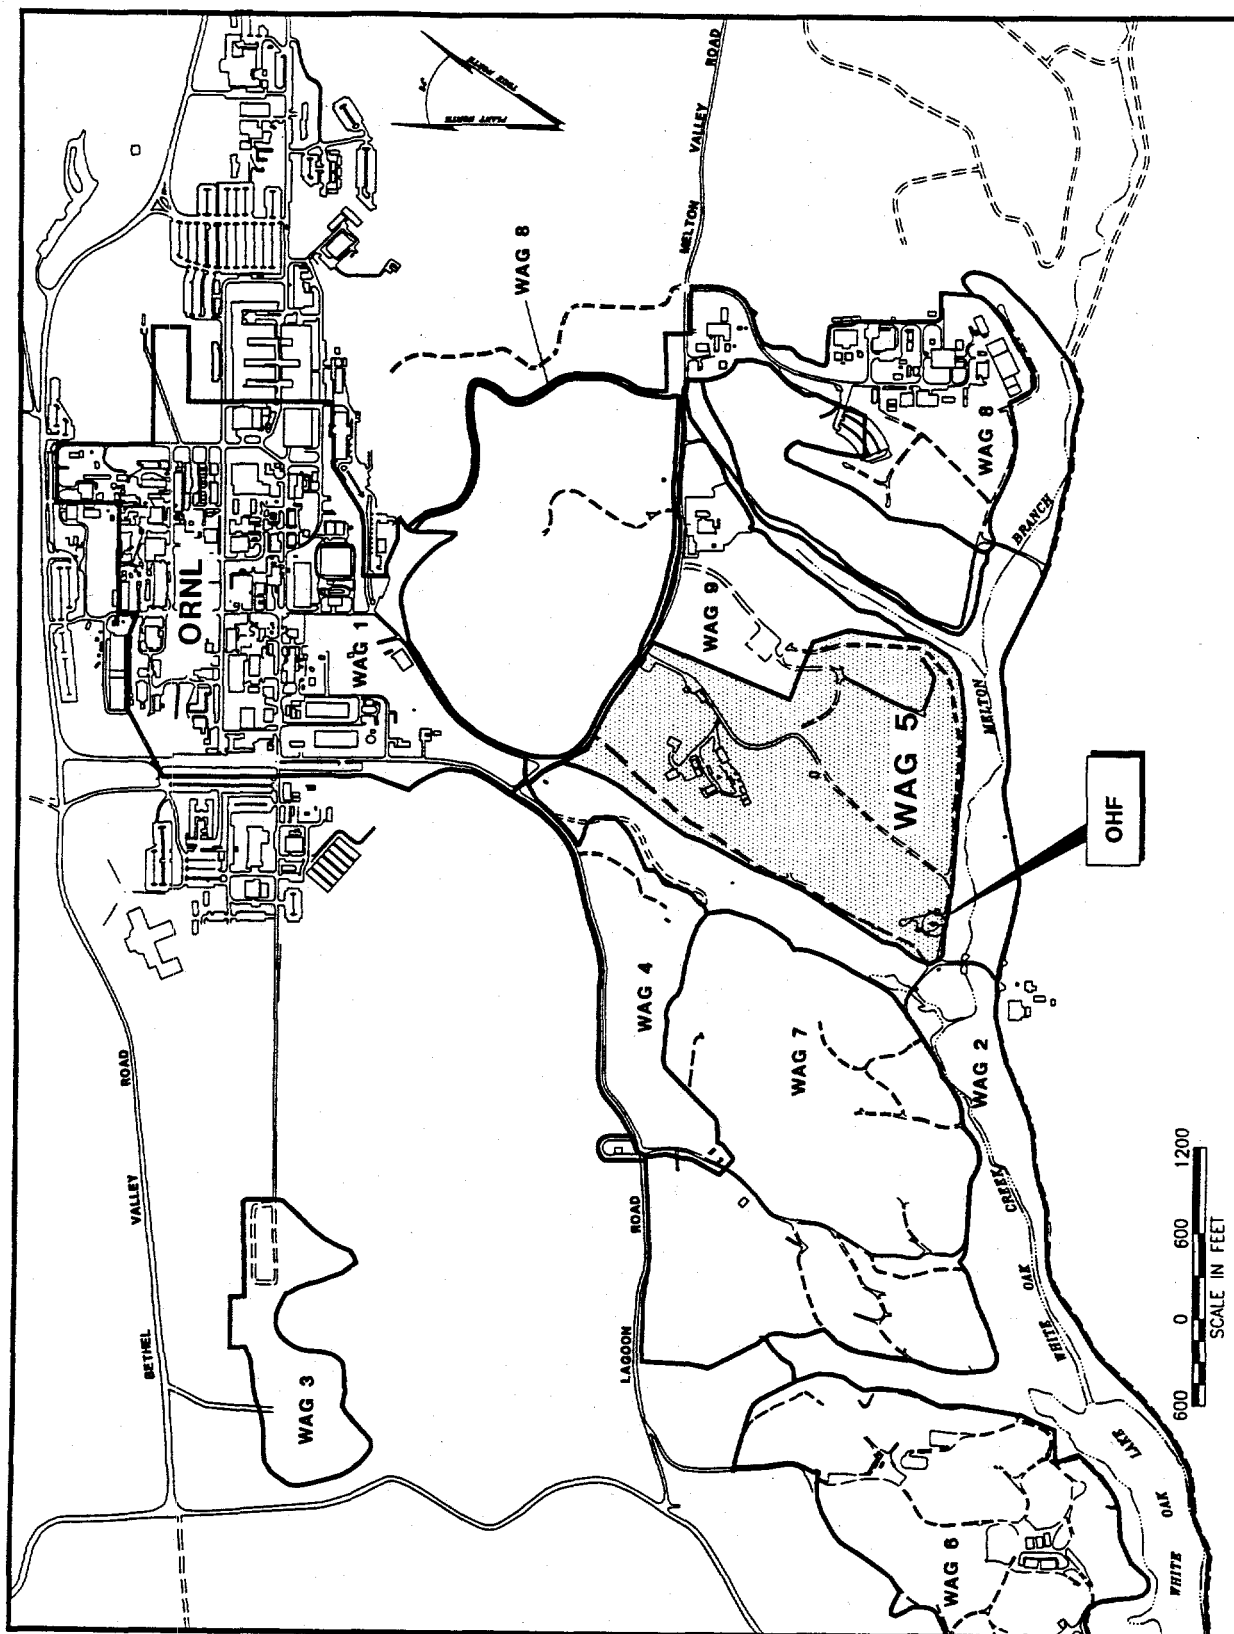 MELTON VALLEY ROAD
TRUE NORTH
PLANT NORTH
WAG 8
WAG 8
BRANCH
MELTON
ORNL
WAG 9
WAG 1
WAG 5
OHF
WAG 4
WAG 7
WAG 2
BETHEL VALLEY ROAD
LAGOON ROAD
WHITE OAK CREEK
WAG 3
WAG 6
WHITE OAK LAKE
600 0 600 1200
SCALE IN FEET